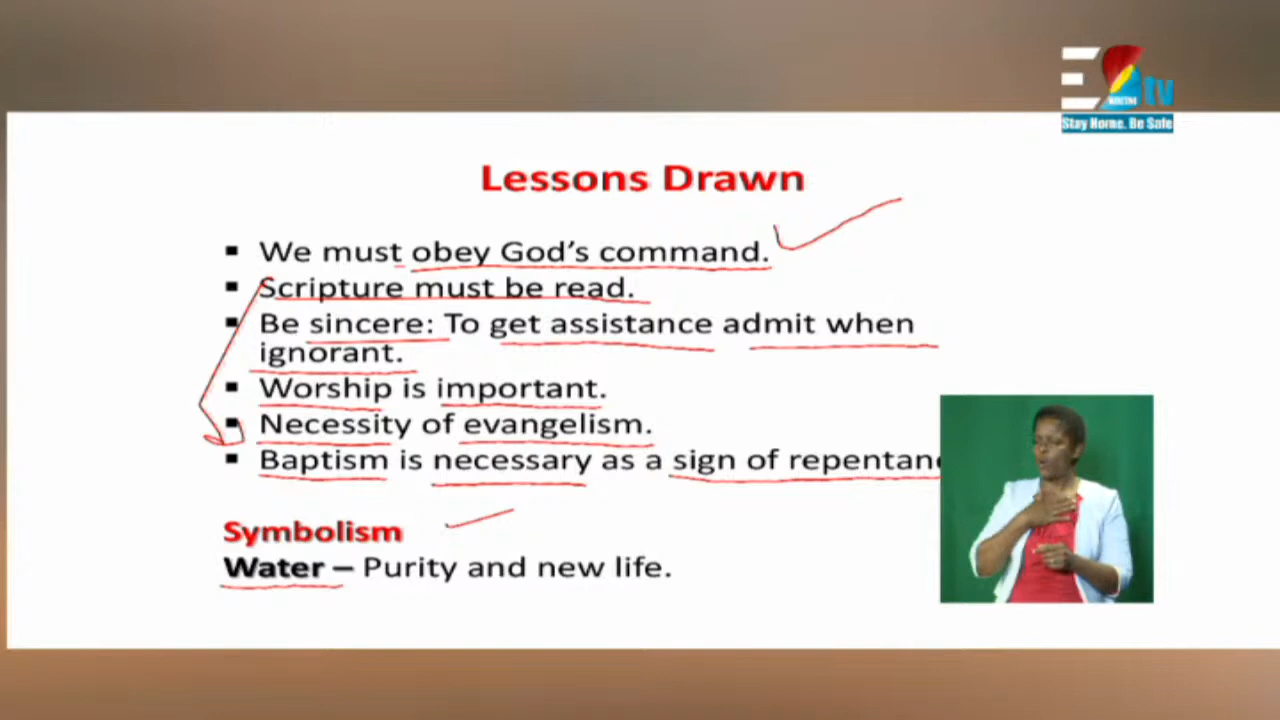 tv
Stay Home. Be Safe
Lessons Drawn
▪ We must obey God's command.
▪ Scripture must be read.
▪ Be sincere: To get assistance admit when
ignorant.
▪ Worship is important.
▪ Necessity of evangelism.
▪ Baptism is necessary as a sign of
Symbolism
Water – Purity and new life.